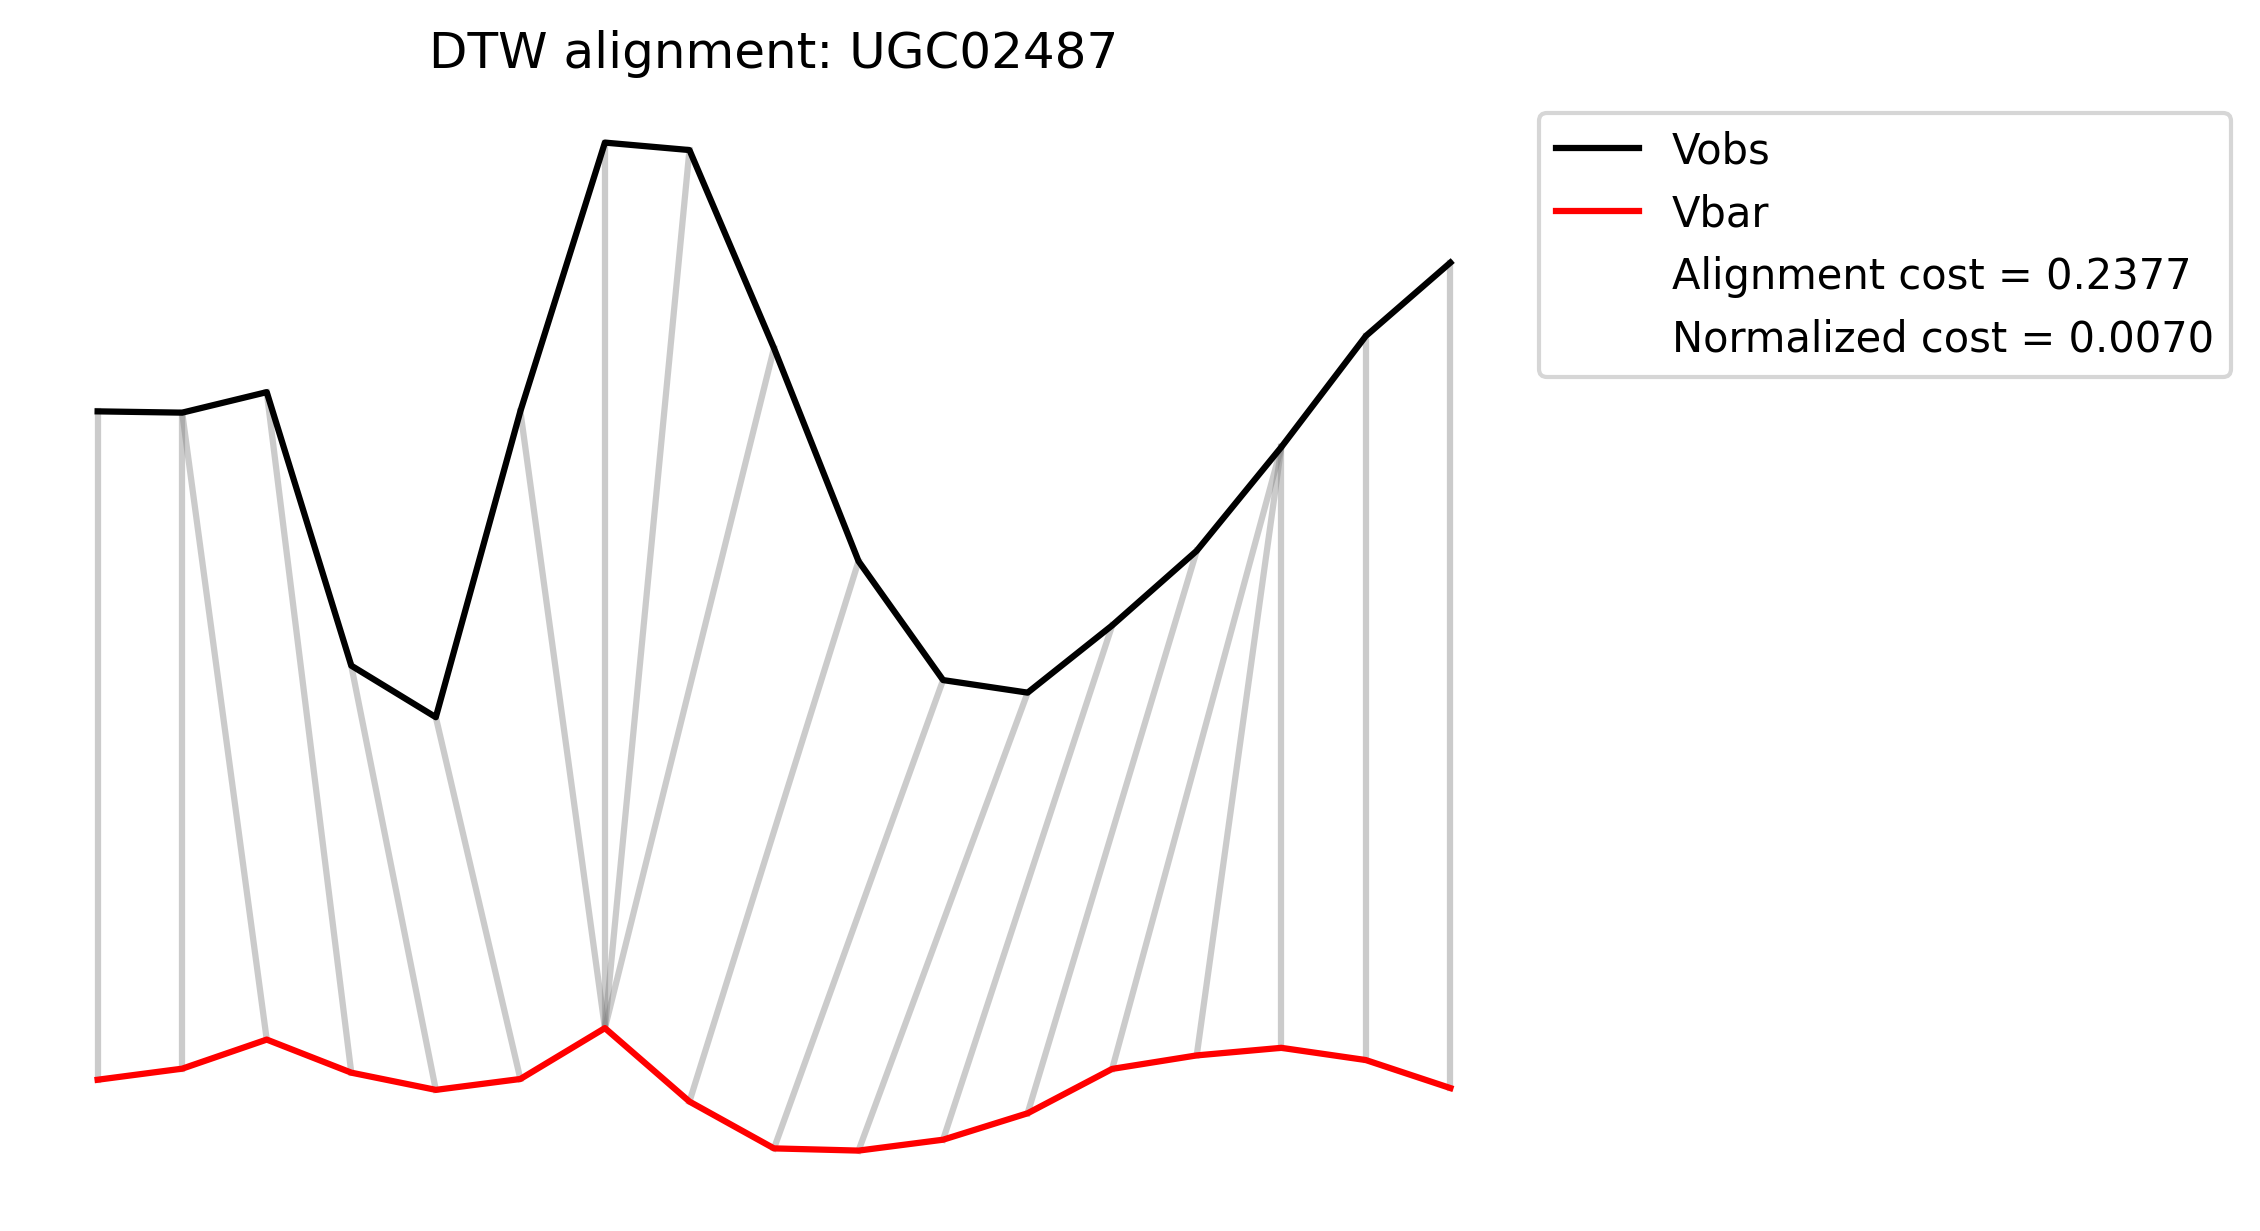 DTW alignment: UGC02487
Vobs
Vbar
Alignment cost = 0.2377
Normalized cost = 0.0070